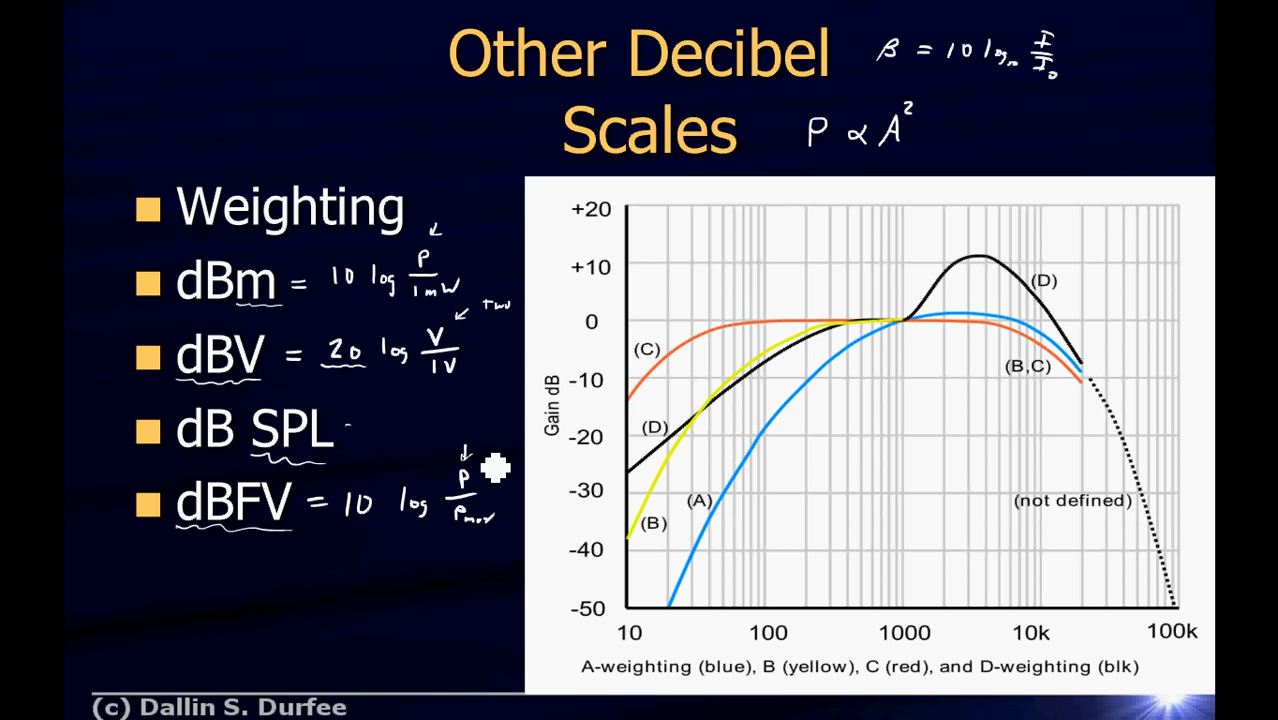 Other Decibel
Scales
β = 10 log₁₀ I/I₀
P ∝ A²
Weighting
dBm = 10 log P/1mW
dBV = 20 log V/1V
dB SPL
dBFV = 10 log P/Pmax
+20
+10
0
-10
-20
-30
-40
-50
Gain dB
(C)
(D)
(B)
(A)
(D)
(B,C)
(not defined)
10 100 1000 10k 100k
A-weighting (blue), B (yellow), C (red), and D-weighting (blk)
(c) Dallin S. Durfee